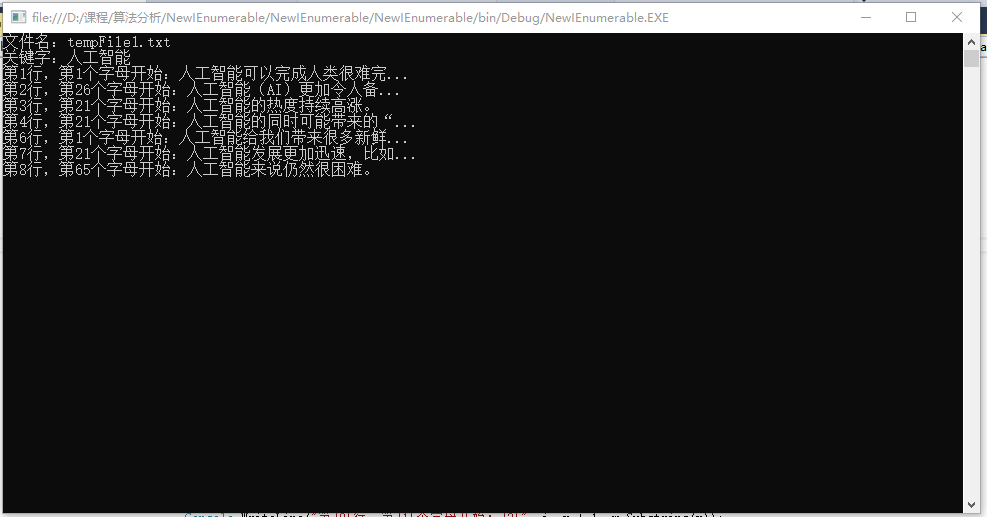 file:///D:/课程/算法分析/NewIEnumerable/NewIEnumerable/NewIEnumerable/bin/Debug/NewIEnumerable.EXE
文件名：tempFile1.txt
关键字：人工智能
第1行，第1个字母开始：人工智能可以完成人类很难完...
第2行，第26个字母开始：人工智能（AI）更加令人备...
第3行，第21个字母开始：人工智能的热度持续高涨。
第4行，第21个字母开始：人工智能的同时可能带来的“...
第6行，第1个字母开始：人工智能给我们带来很多新鲜...
第7行，第21个字母开始：人工智能发展更加迅速，比如...
第8行，第65个字母开始：人工智能来说仍然很困难。